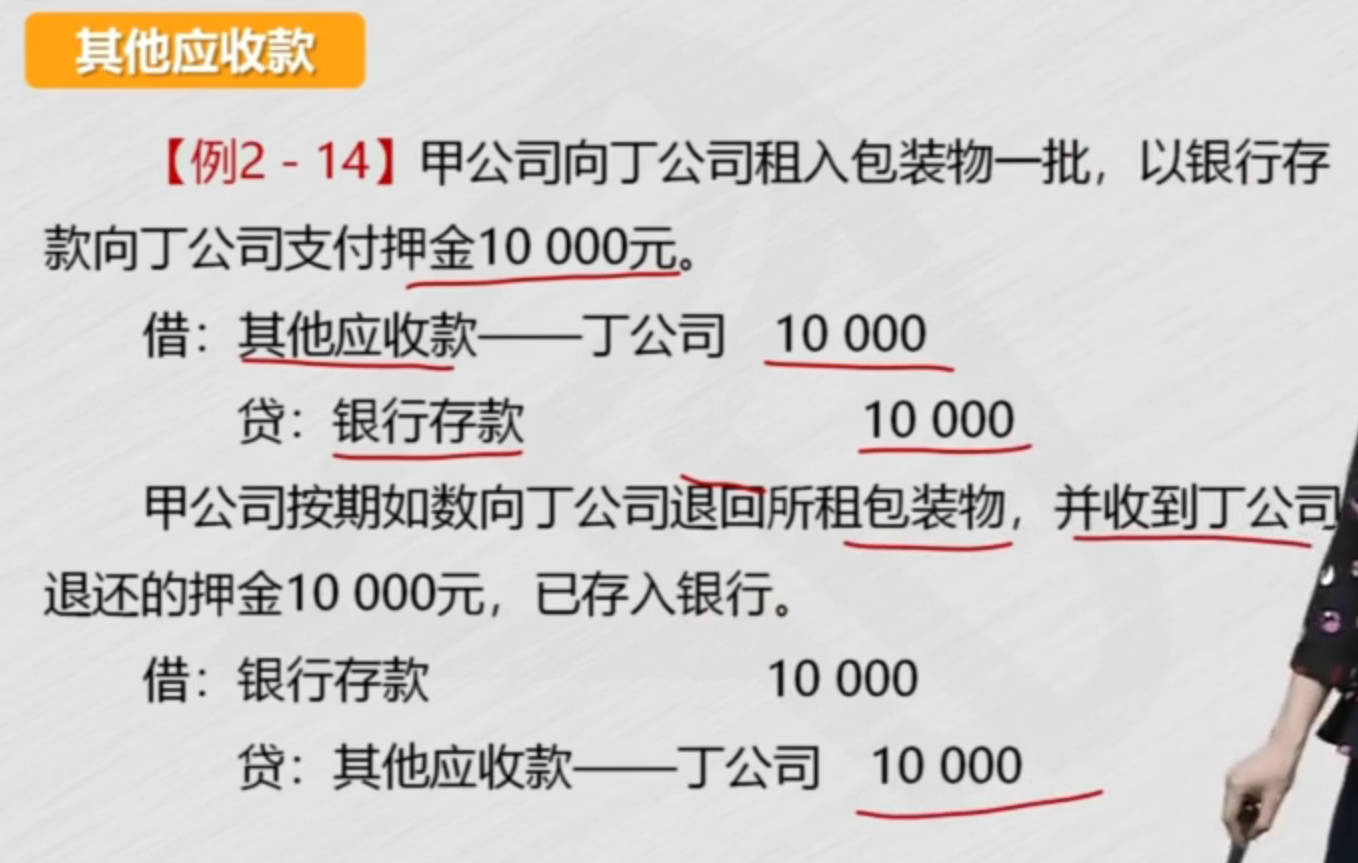 其他应收款
【例2-14】甲公司向丁公司租入包装物一批，以银行存
款向丁公司支付押金10 000元。
借：其他应收款——丁公司 10 000
贷：银行存款 10 000
甲公司按期如数向丁公司退回所租包装物，并收到丁公司
退还的押金10 000元，已存入银行。
借：银行存款 10 000
贷：其他应收款——丁公司 10 000